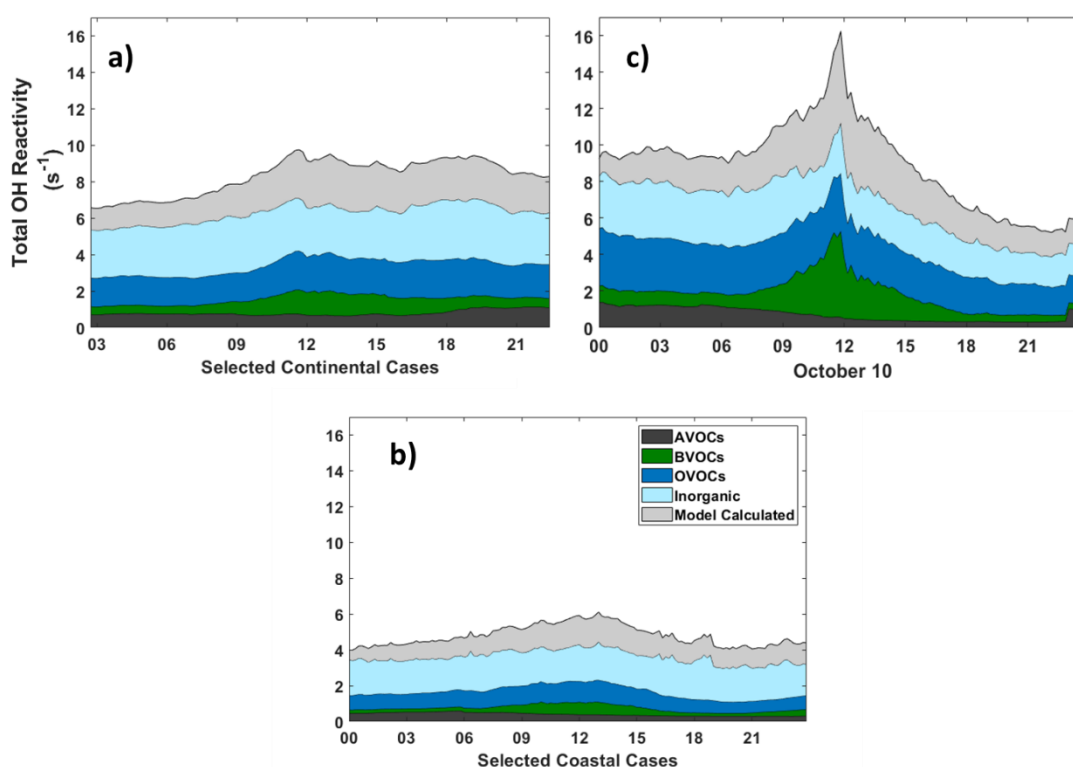 Total OH Reactivity
(s-1)
a)
16
14
12
10
8
6
4
2
0
03 06 09 12 15 18 21
Selected Continental Cases
c)
16
14
12
10
8
6
4
2
0
00 03 06 09 12 15 18 21
October 10
b)
16
14
12
10
8
6
4
2
0
AVOCs
BVOCs
OVOCs
Inorganic
Model Calculated
00 03 06 09 12 15 18 21
Selected Coastal Cases